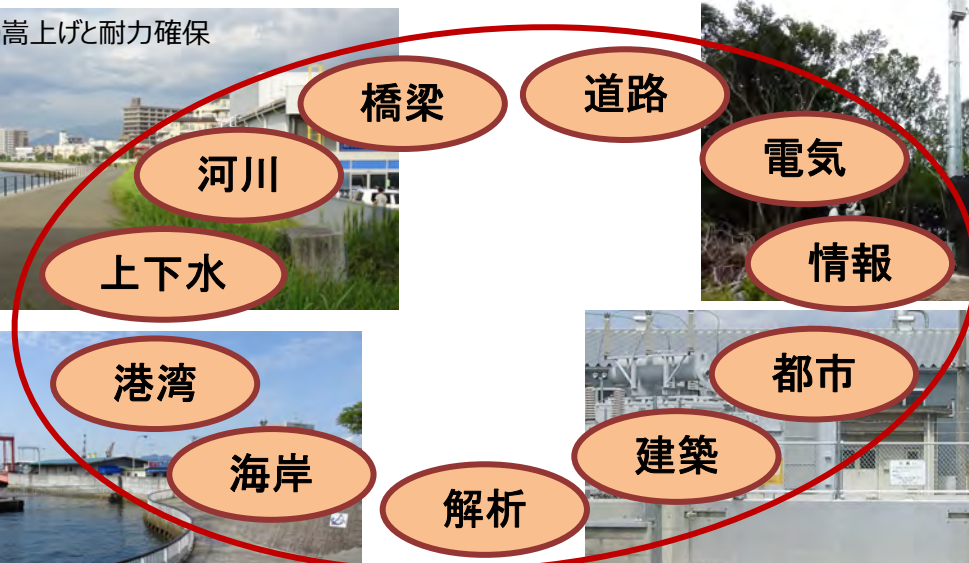 嵩上げと耐力確保
橋梁
道路
電気
河川
情報
上下水
都市
港湾
建築
海岸
解析